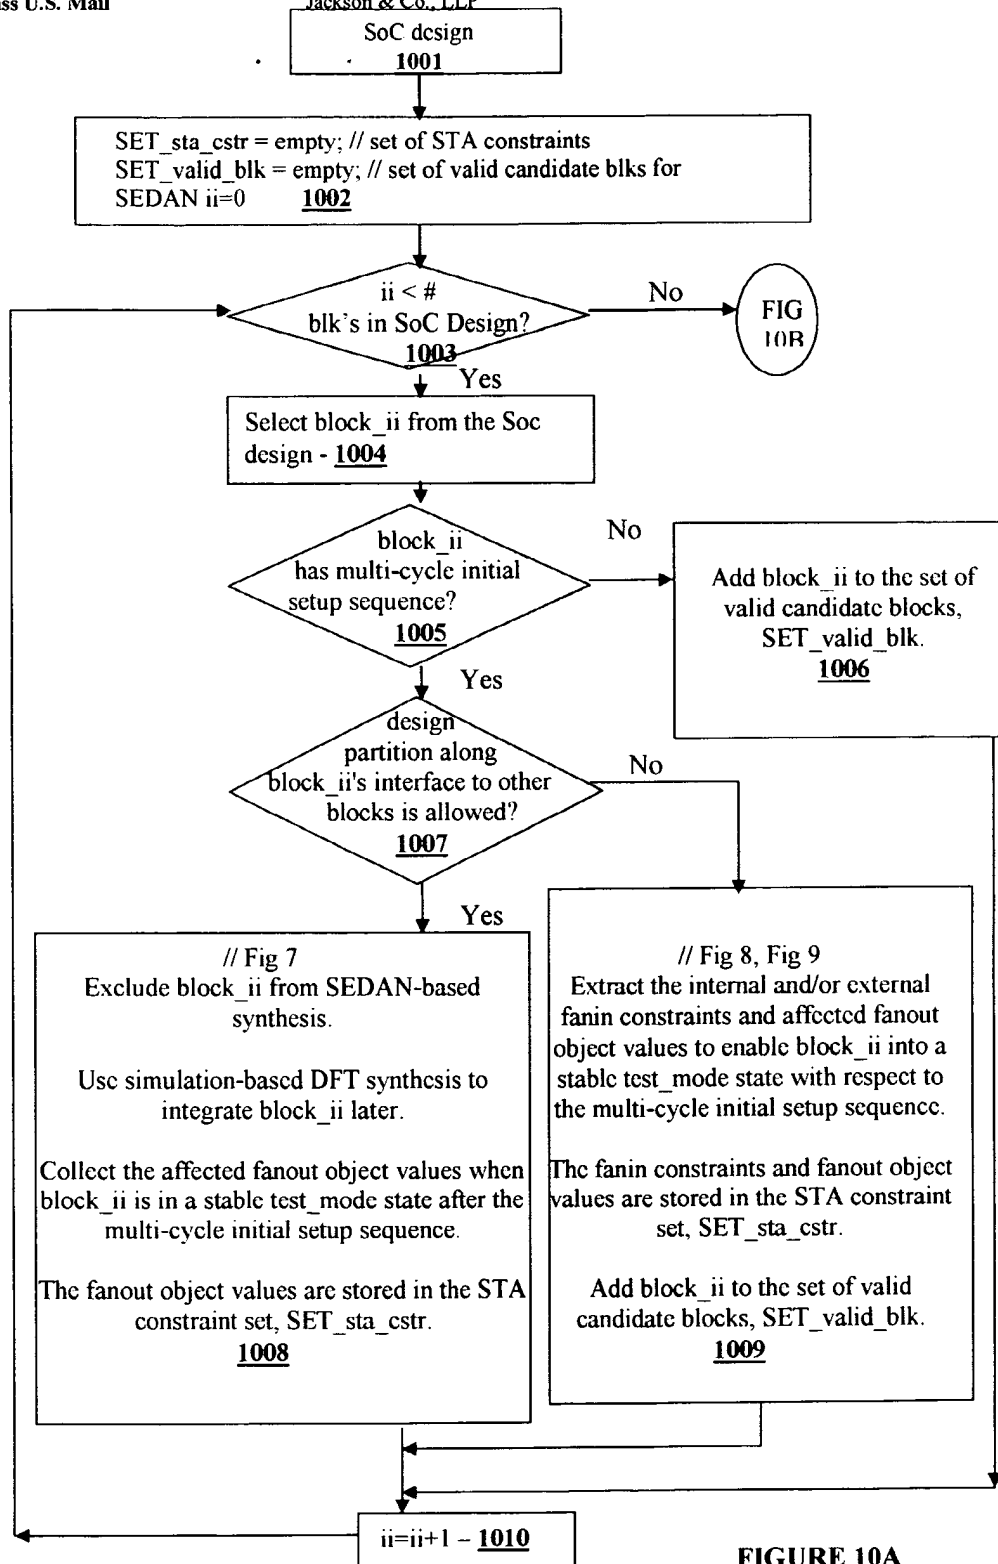 ss U.S. Mail
Jackson & Co., LLP
SoC design
1001
SET_sta_cstr = empty; // set of STA constraints
SET_valid_blk = empty; // set of valid candidate blks for
SEDAN ii=0 1002
ii < #
blk's in SoC Design?
1003
No
FIG
10B
Yes
Select block_ii from the Soc
design - 1004
block_ii
has multi-cycle initial
setup sequence?
1005
No
Add block_ii to the set of
valid candidate blocks,
SET_valid_blk.
1006
Yes
design
partition along
block_ii's interface to other
blocks is allowed?
1007
No
Yes
// Fig 7
Exclude block_ii from SEDAN-based
synthesis.
Use simulation-based DFT synthesis to
integrate block_ii later.
Collect the affected fanout object values when
block_ii is in a stable test_mode state after the
multi-cycle initial setup sequence.
The fanout object values are stored in the STA
constraint set, SET_sta_cstr.
1008
// Fig 8, Fig 9
Extract the internal and/or external
fanin constraints and affected fanout
object values to enable block_ii into a
stable test_mode state with respect to
the multi-cycle initial setup sequence.
The fanin constraints and fanout object
values are stored in the STA constraint
set, SET_sta_cstr.
Add block_ii to the set of valid
candidate blocks, SET_valid_blk.
1009
ii=ii+1 – 1010
FIGURE 10A